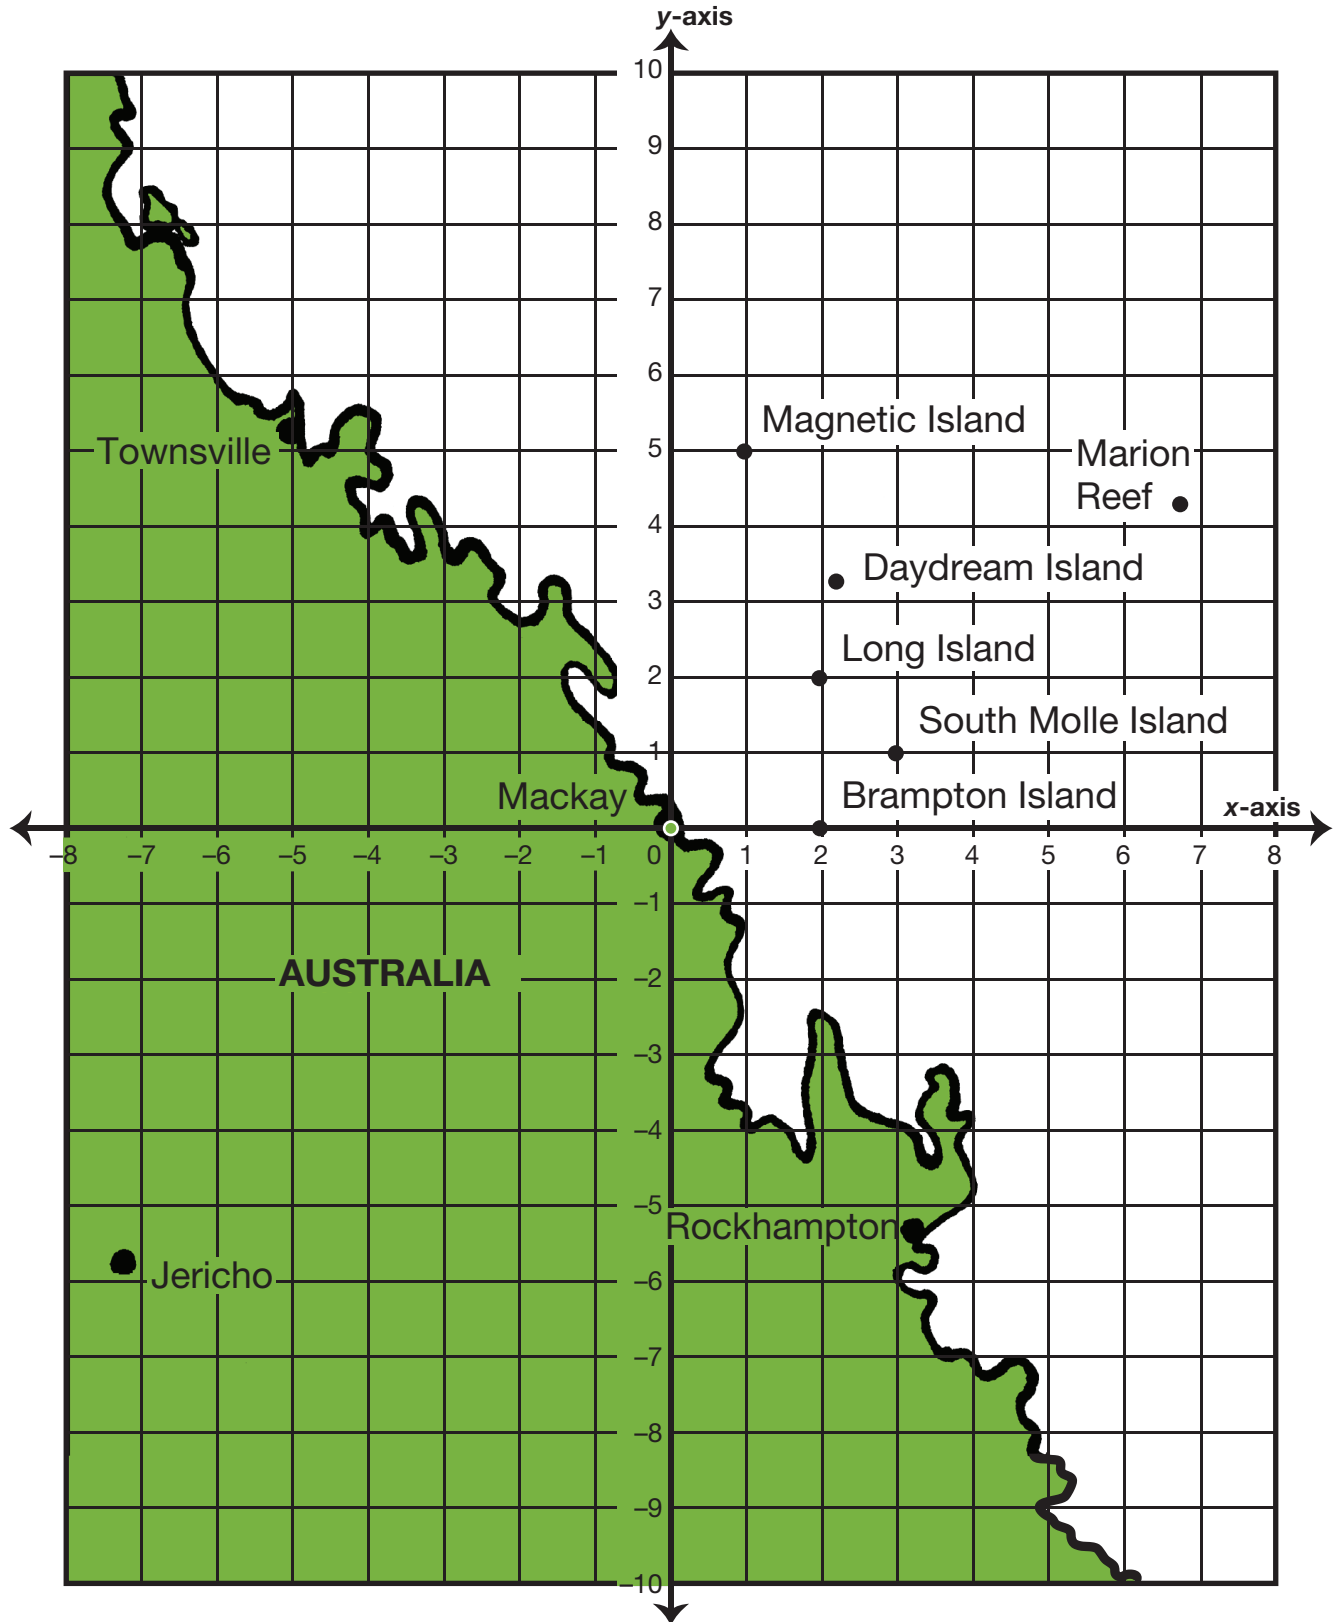 y-axis
10
9
8
7
6
Magnetic Island
Townsville
5
Marion
Reef
4
Daydream Island
3
Long Island
2
South Molle Island
1
Mackay
Brampton Island
x-axis
–8 –7 –6 –5 –4 –3 –2 –1 0 1 2 3 4 5 6 7 8
–1
AUSTRALIA
–2
–3
–4
–5
Rockhampton
Jericho
–6
–7
–8
–9
–10